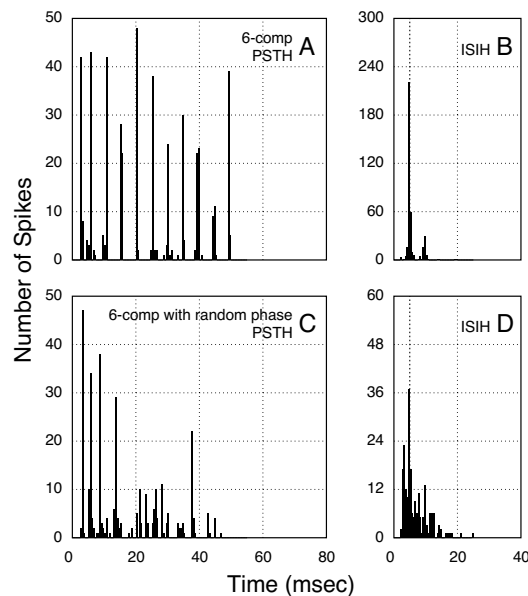 50
40
30
20
10
0
6-comp
PSTH A
300
240
180
120
60
0
ISIH B
Number of Spikes
50
40
30
20
10
0
6-comp with random phase
PSTH C
0 20 40 60 80
60
48
36
24
12
0
ISIH D
0 20 40
Time (msec)